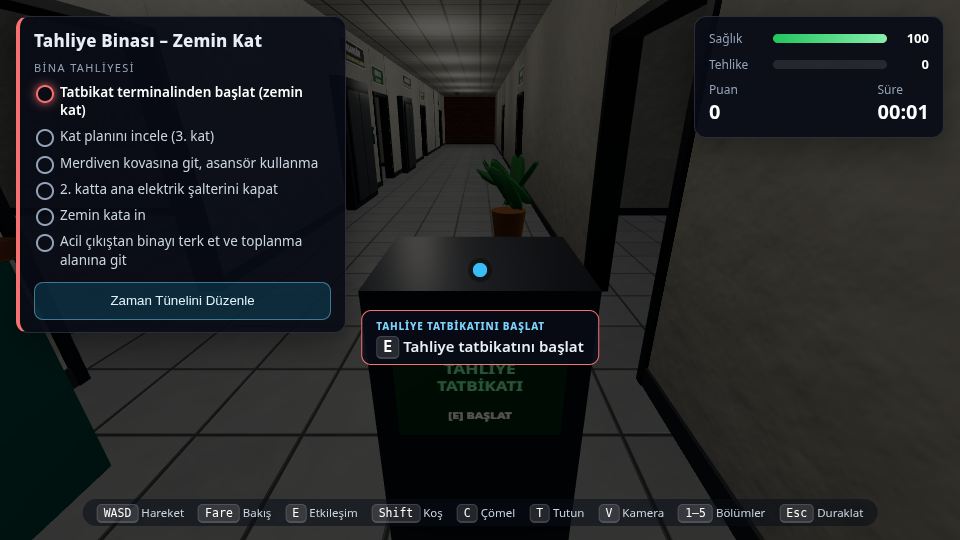 Tahliye Binası – Zemin Kat
BİNA TAHLİYESİ
Tatbikat terminalinden başlat (zemin
kat)
Kat planını incele (3. kat)
Merdiven kovasına git, asansör kullanma
2. katta ana elektrik şalterini kapat
Zemin kata in
Acil çıkıştan binayı terk et ve toplanma
alanına git
Zaman Tünelini Düzenle
Sağlık 100
Tehlike 0
Puan Süre
0 00:01
TAHLİYE TATBİKATINI BAŞLAT
E Tahliye tatbikatını başlat
TAHLİYE
TATBİKATI
[E] BAŞLAT
WASD Hareket Fare Bakış E Etkileşim Shift Koş C Çömel T Tutun V Kamera 1–5 Bölümler Esc Duraklat